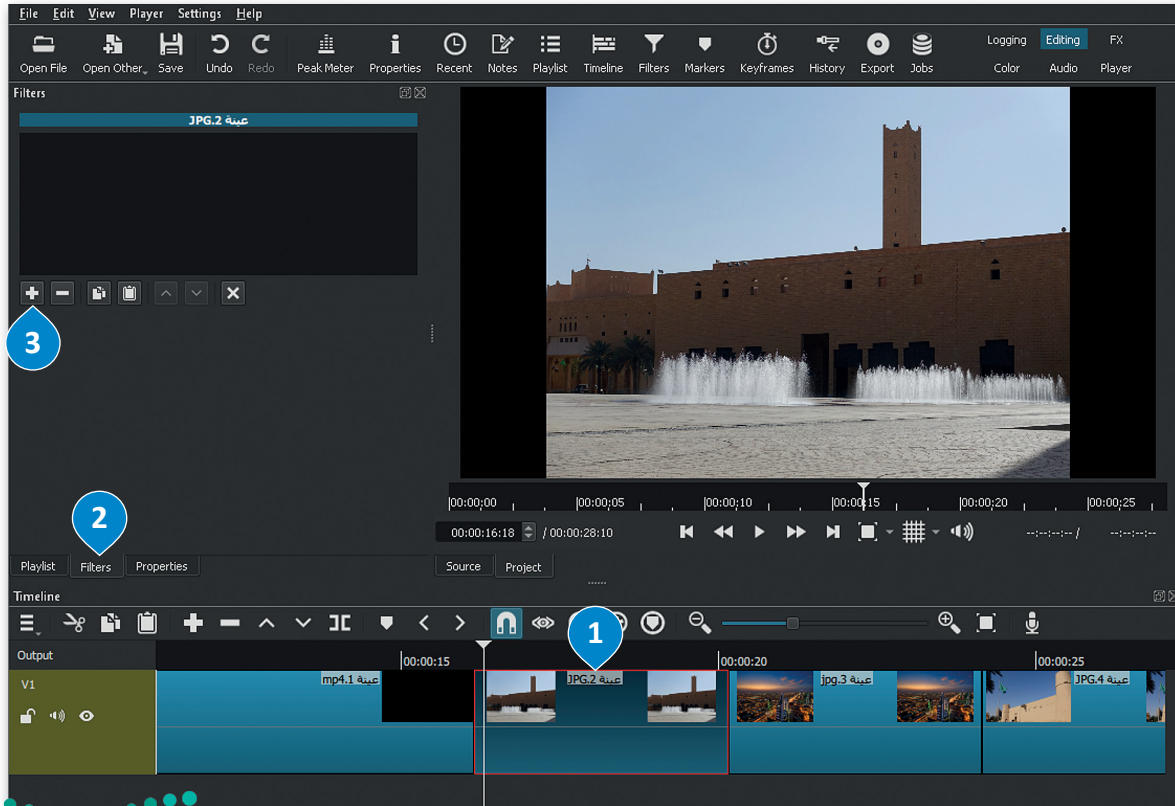 File Edit View Player Settings Help
Open File Open Other Save Undo Redo Peak Meter Properties Recent Notes Playlist Timeline Filters Markers Keyframes History Export Jobs
Logging Editing FX
Color Audio Player
Filters
عينة 2.JPG
3
2
00:00;00 00:00;05 00:00;10 00:00;15 00:00;20 00:00;25
00:00:16:18 / 00:00:28:10 --:--:--:-- / --:--:--:--
Playlist Filters Properties Source Project
Timeline
1
Output 00:00:15 00:00:20 00:00:25
V1 عينة 1.mp4 عينة 2.JPG عينة 3.jpg عينة 4.JPG